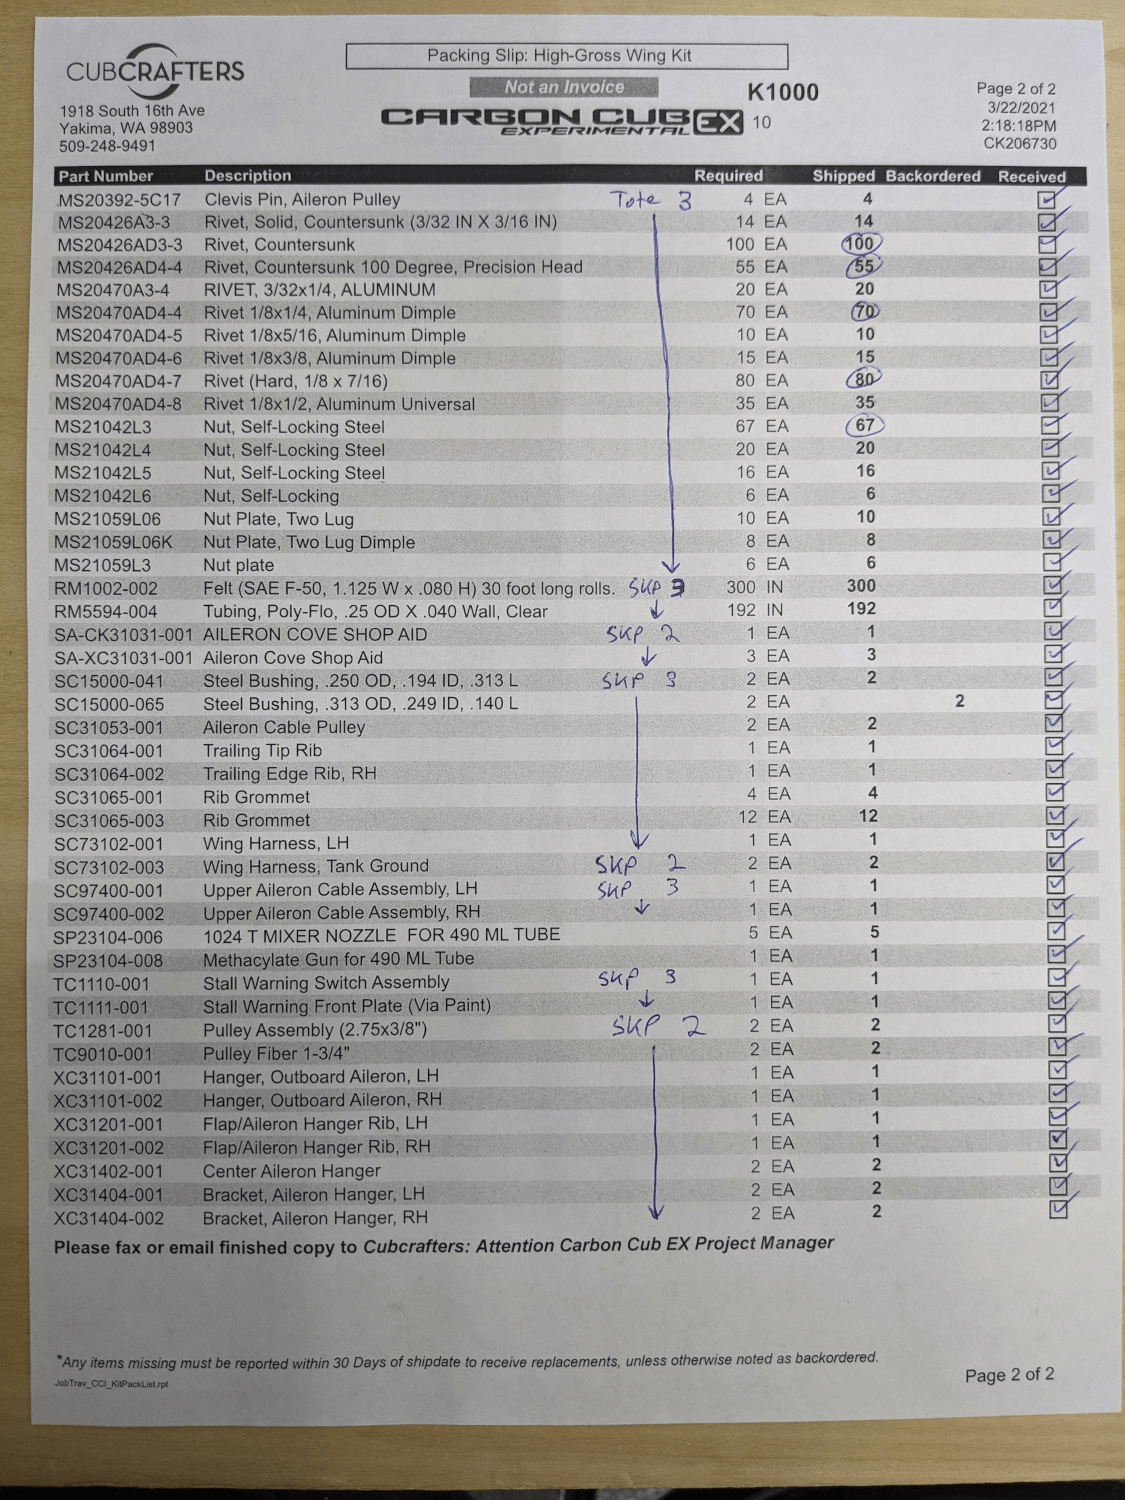 Packing Slip: High-Gross Wing Kit
CUBCRAFTERS
Not an Invoice K1000
1918 South 16th Ave
Yakima, WA 98903
509-248-9491
CARBON CUB EX 10
EXPERIMENTAL
Page 2 of 2
3/22/2021
2:18:18PM
CK206730
Part Number Description Required Shipped Backordered Received
MS20392-5C17 Clevis Pin, Aileron Pulley Tote 3 4 EA 4
MS20426A3-3 Rivet, Solid, Countersunk (3/32 IN X 3/16 IN) 14 EA 14
MS20426AD3-3 Rivet, Countersunk 100 EA 100
MS20426AD4-4 Rivet, Countersunk 100 Degree, Precision Head 55 EA 55
MS20470A3-4 RIVET, 3/32x1/4, ALUMINUM 20 EA 20
MS20470AD4-4 Rivet 1/8x1/4, Aluminum Dimple 70 EA 70
MS20470AD4-5 Rivet 1/8x5/16, Aluminum Dimple 10 EA 10
MS20470AD4-6 Rivet 1/8x3/8, Aluminum Dimple 15 EA 15
MS20470AD4-7 Rivet (Hard, 1/8 x 7/16) 80 EA 80
MS20470AD4-8 Rivet 1/8x1/2, Aluminum Universal 35 EA 35
MS21042L3 Nut, Self-Locking Steel 67 EA 67
MS21042L4 Nut, Self-Locking Steel 20 EA 20
MS21042L5 Nut, Self-Locking Steel 16 EA 16
MS21042L6 Nut, Self-Locking 6 EA 6
MS21059L06 Nut Plate, Two Lug 10 EA 10
MS21059L06K Nut Plate, Two Lug Dimple 8 EA 8
MS21059L3 Nut plate 6 EA 6
RM1002-002 Felt (SAE F-50, 1.125 W x .080 H) 30 foot long rolls. SKP 3 300 IN 300
RM5594-004 Tubing, Poly-Flo, .25 OD X .040 Wall, Clear 192 IN 192
SA-CK31031-001 AILERON COVE SHOP AID SKP 2 1 EA 1
SA-XC31031-001 Aileron Cove Shop Aid 3 EA 3
SC15000-041 Steel Bushing, .250 OD, .194 ID, .313 L SKP 3 2 EA 2
SC15000-065 Steel Bushing, .313 OD, .249 ID, .140 L 2 EA 2
SC31053-001 Aileron Cable Pulley 2 EA 2
SC31064-001 Trailing Tip Rib 1 EA 1
SC31064-002 Trailing Edge Rib, RH 1 EA 1
SC31065-001 Rib Grommet 4 EA 4
SC31065-003 Rib Grommet 12 EA 12
SC73102-001 Wing Harness, LH 1 EA 1
SC73102-003 Wing Harness, Tank Ground SKP 2 2 EA 2
SC97400-001 Upper Aileron Cable Assembly, LH SKP 3 1 EA 1
SC97400-002 Upper Aileron Cable Assembly, RH 1 EA 1
SP23104-006 1024 T MIXER NOZZLE FOR 490 ML TUBE 5 EA 5
SP23104-008 Methacylate Gun for 490 ML Tube 1 EA 1
TC1110-001 Stall Warning Switch Assembly SKP 3 1 EA 1
TC1111-001 Stall Warning Front Plate (Via Paint) 1 EA 1
TC1281-001 Pulley Assembly (2.75x3/8") SKP 2 2 EA 2
TC9010-001 Pulley Fiber 1-3/4" 2 EA 2
XC31101-001 Hanger, Outboard Aileron, LH 1 EA 1
XC31101-002 Hanger, Outboard Aileron, RH 1 EA 1
XC31201-001 Flap/Aileron Hanger Rib, LH 1 EA 1
XC31201-002 Flap/Aileron Hanger Rib, RH 1 EA 1
XC31402-001 Center Aileron Hanger 2 EA 2
XC31404-001 Bracket, Aileron Hanger, LH 2 EA 2
XC31404-002 Bracket, Aileron Hanger, RH 2 EA 2
Please fax or email finished copy to Cubcrafters: Attention Carbon Cub EX Project Manager
*Any items missing must be reported within 30 Days of shipdate to receive replacements, unless otherwise noted as backordered.
JobTrav_CCI_KitPackList.rpt
Page 2 of 2